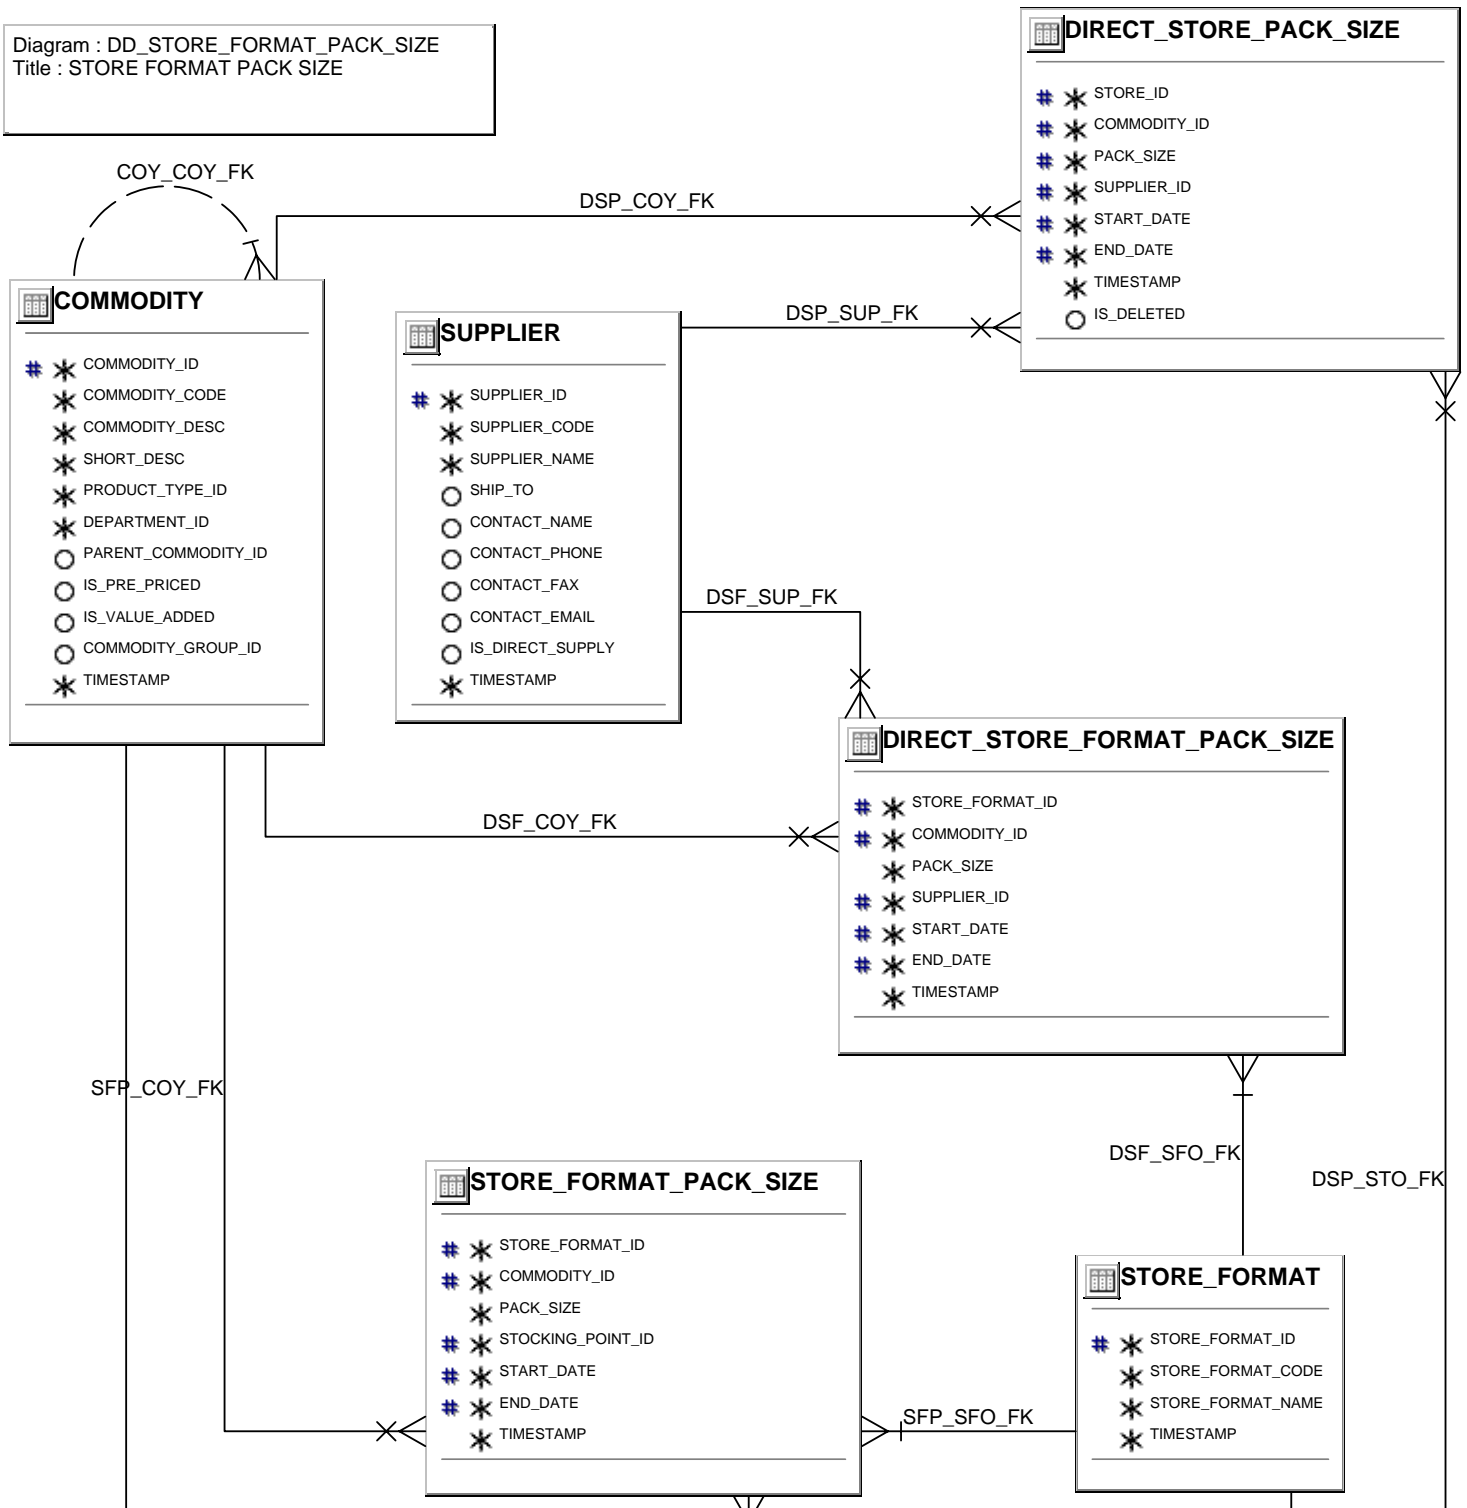 Diagram : DD_STORE_FORMAT_PACK_SIZE
Title : STORE FORMAT PACK SIZE
DIRECT_STORE_PACK_SIZE
# * STORE_ID
# * COMMODITY_ID
# * PACK_SIZE
# * SUPPLIER_ID
# * START_DATE
# * END_DATE
* TIMESTAMP
IS_DELETED
COY_COY_FK
DSP_COY_FK
DSP_SUP_FK
COMMODITY
# * COMMODITY_ID
* COMMODITY_CODE
* COMMODITY_DESC
* SHORT_DESC
* PRODUCT_TYPE_ID
* DEPARTMENT_ID
PARENT_COMMODITY_ID
IS_PRE_PRICED
IS_VALUE_ADDED
COMMODITY_GROUP_ID
* TIMESTAMP
SUPPLIER
# * SUPPLIER_ID
* SUPPLIER_CODE
* SUPPLIER_NAME
SHIP_TO
CONTACT_NAME
CONTACT_PHONE
CONTACT_FAX
CONTACT_EMAIL
IS_DIRECT_SUPPLY
* TIMESTAMP
DSF_SUP_FK
DSF_COY_FK
DIRECT_STORE_FORMAT_PACK_SIZE
# * STORE_FORMAT_ID
# * COMMODITY_ID
* PACK_SIZE
# * SUPPLIER_ID
# * START_DATE
# * END_DATE
* TIMESTAMP
SFP_COY_FK
DSF_SFO_FK
DSP_STO_FK
STORE_FORMAT_PACK_SIZE
# * STORE_FORMAT_ID
# * COMMODITY_ID
* PACK_SIZE
# * STOCKING_POINT_ID
# * START_DATE
# * END_DATE
* TIMESTAMP
SFP_SFO_FK
STORE_FORMAT
# * STORE_FORMAT_ID
* STORE_FORMAT_CODE
* STORE_FORMAT_NAME
* TIMESTAMP